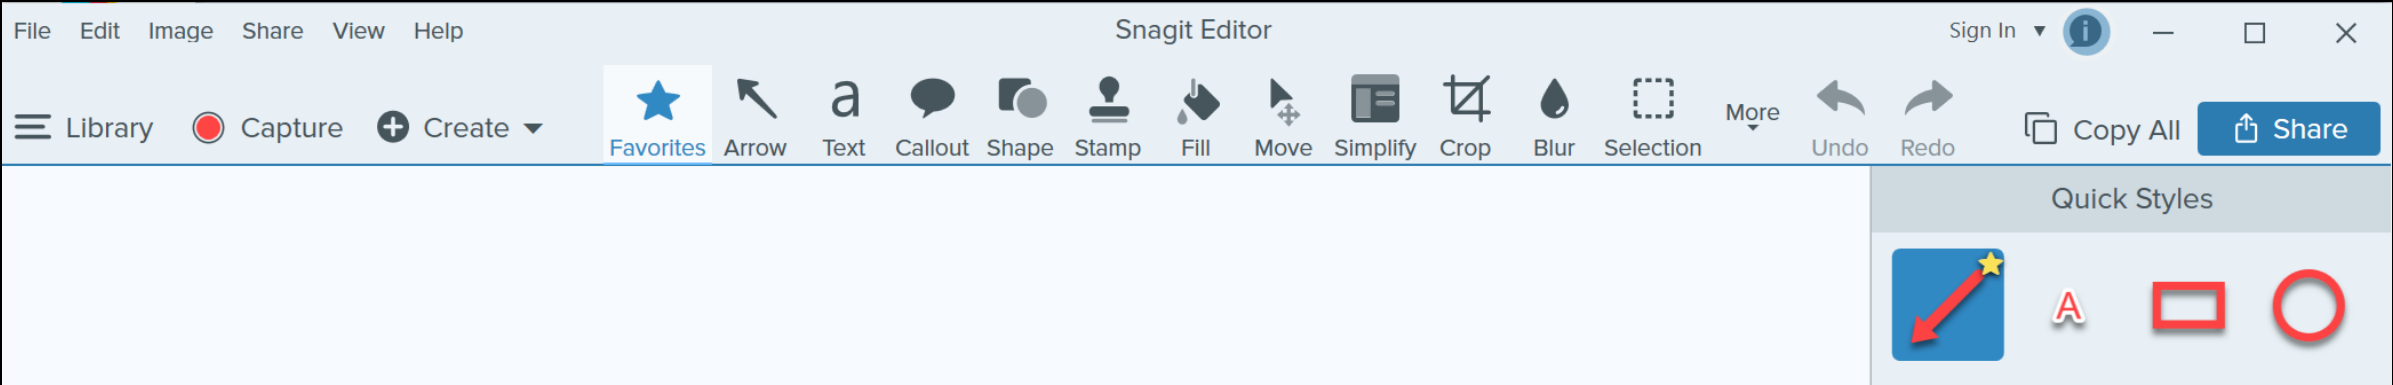 File Edit Image Share View Help Snagit Editor Sign In
Library Capture Create Favorites Arrow a Text Callout Shape Stamp Fill Move Simplify Crop Blur Selection More Undo Redo Copy All Share
Quick Styles
A